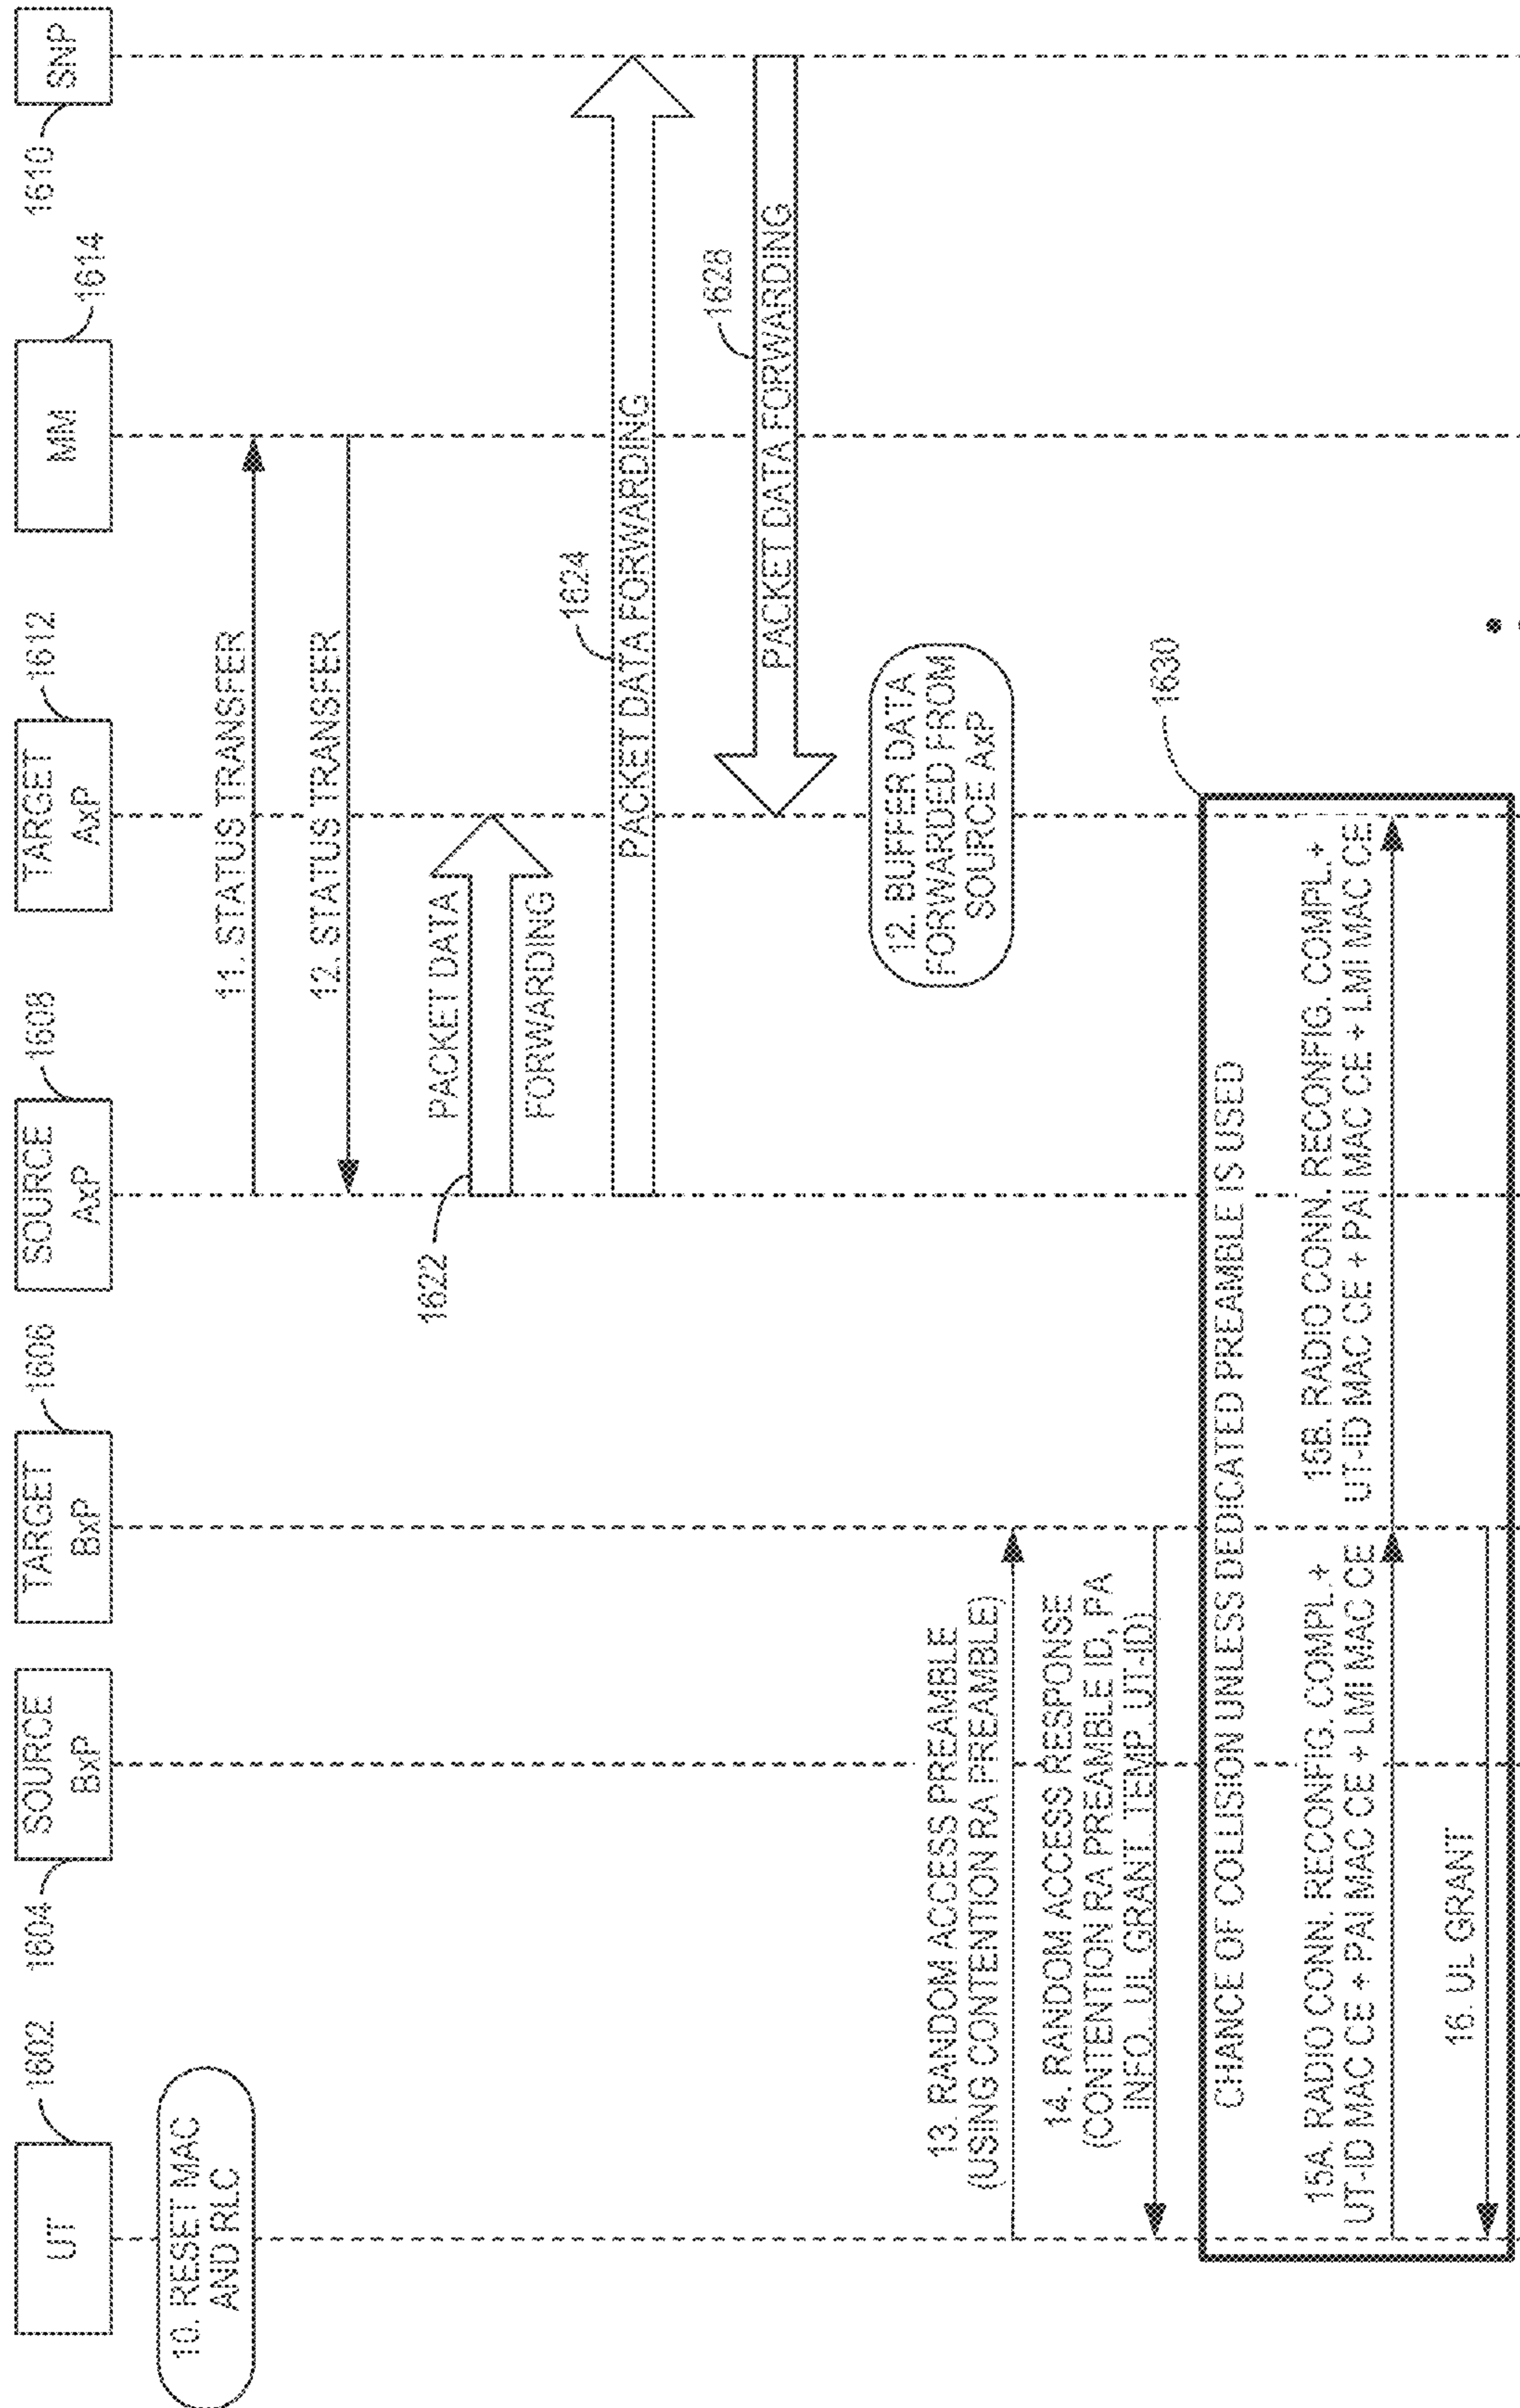 UT
1602
SOURCE
BxP
1604
TARGET
BxP
1606
SOURCE
AxP
1608
TARGET
AxP
1612
MM
1614
SNP
1610
10. RESET MAC
AND RLC
11. STATUS TRANSFER
12. STATUS TRANSFER
1622
PACKET DATA
FORWARDING
1624
PACKET DATA FORWARDING
1628
PACKET DATA FORWARDING
12. BUFFER DATA
FORWARDED FROM
SOURCE AxP
13. RANDOM ACCESS PREAMBLE
(USING CONTENTION RA PREAMBLE)
14. RANDOM ACCESS RESPONSE
(CONTENTION RA PREAMBLE ID, PA
INFO. UL GRANT. TEMP. UT-ID)
1630
CHANCE OF COLLISION UNLESS DEDICATED PREAMBLE IS USED
15A. RADIO CONN. RECONFIG. COMPL.+
UT-ID MAC CE + PAI MAC CE + LMI MAC CE
15B. RADIO CONN. RECONFIG. COMPL.+
UT-ID MAC CE + PAI MAC CE + LMI MAC CE
16. UL GRANT